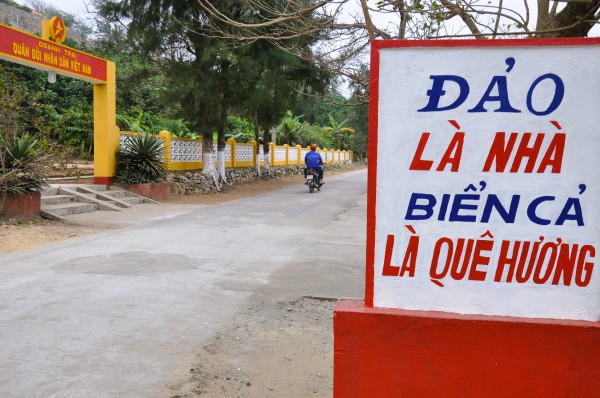 DOANH TRẠI
QUÂN ĐỘI NHÂN DÂN VIỆT NAM
ĐẢO
LÀ NHÀ
BIỂN CẢ
LÀ QUÊ HƯƠNG